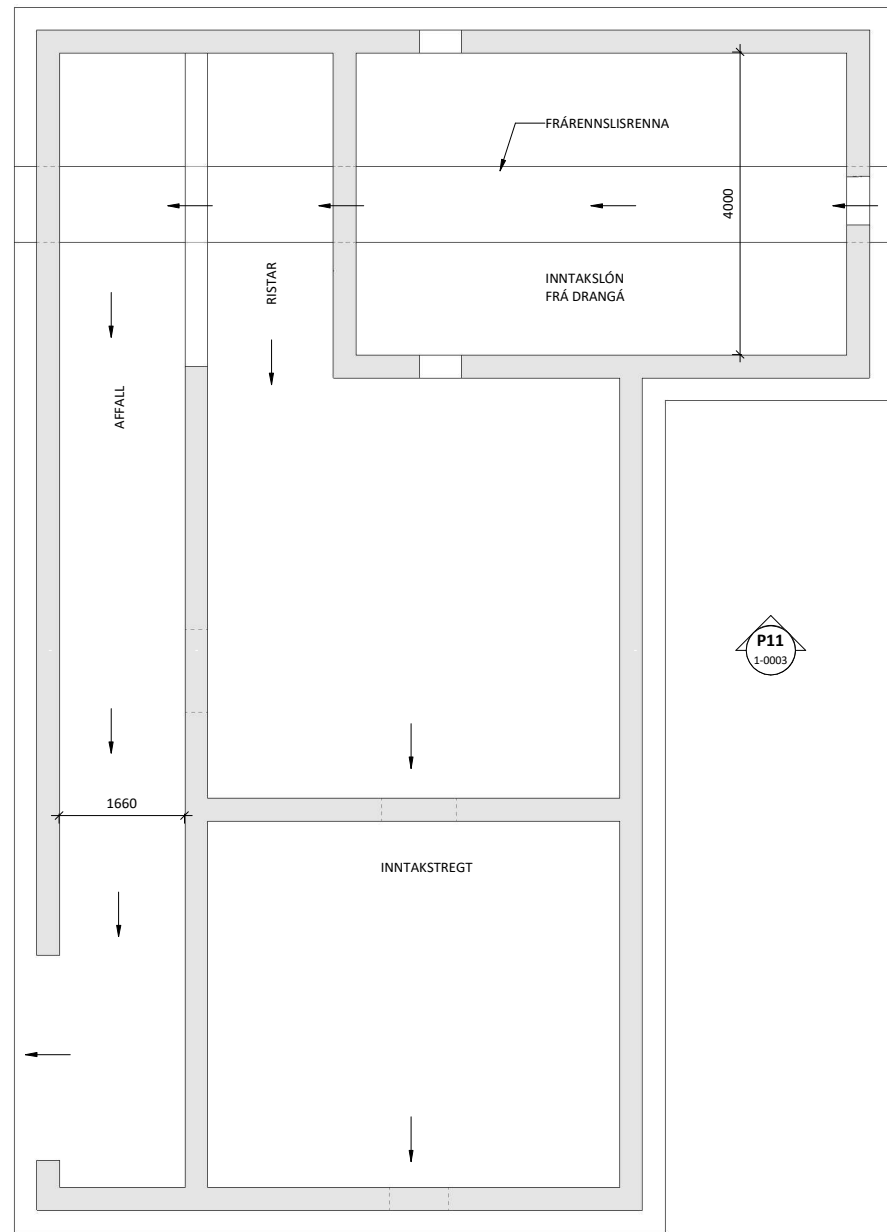 FRÁRENNSLISRENNA
4000
RISTAR
INNTAKSLÓN
FRÁ DRANGÁ
AFFALL
P11
1-0003
1660
INNTAKSTREGT